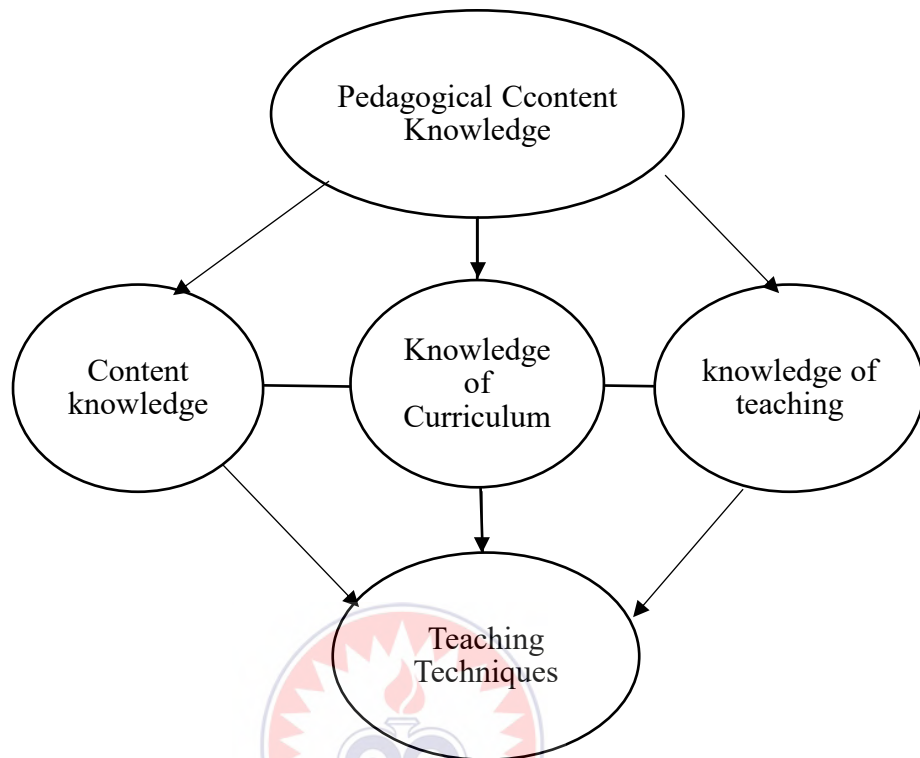 Pedagogical Ccontent
Knowledge
Content
knowledge
Knowledge
of
Curriculum
knowledge of
teaching
Teaching
Techniques